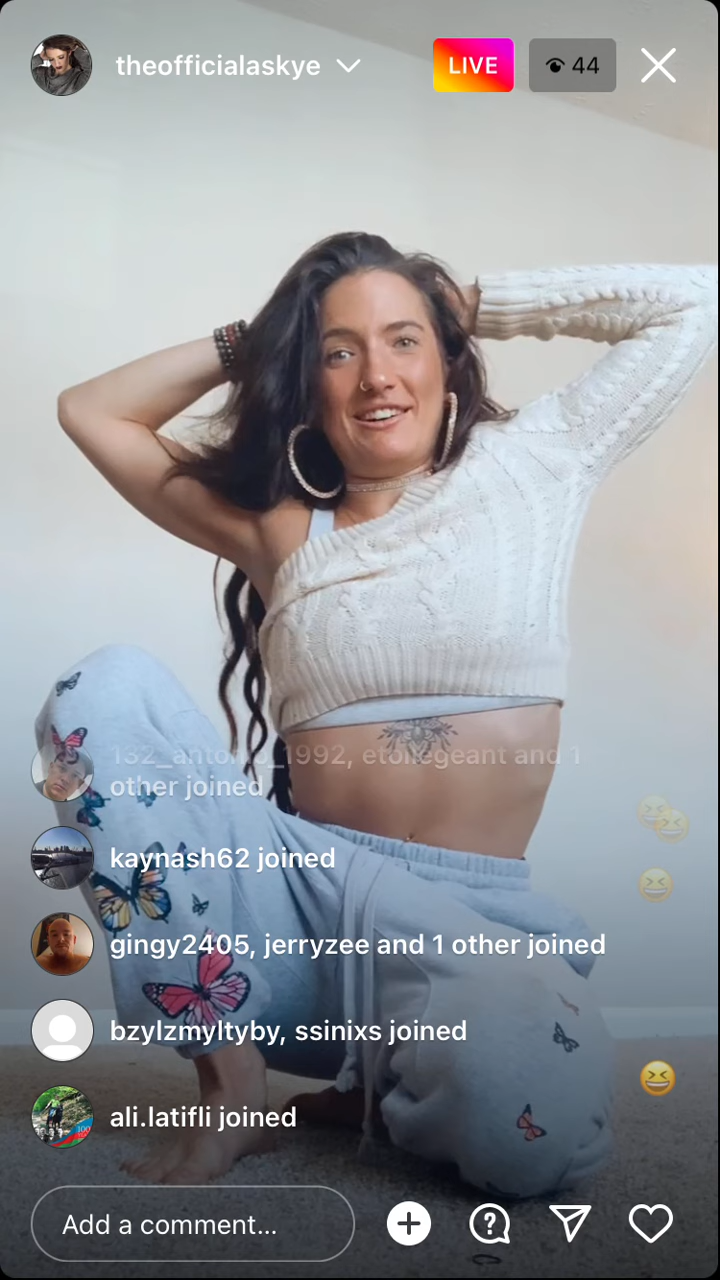 theofficialaskye
LIVE
44
132_antonio_1992, etoilegeant and 1
other joined
kaynash62 joined
gingy2405, jerryzee and 1 other joined
bzylzmyltyby, ssinixs joined
ali.latifli joined
Add a comment...